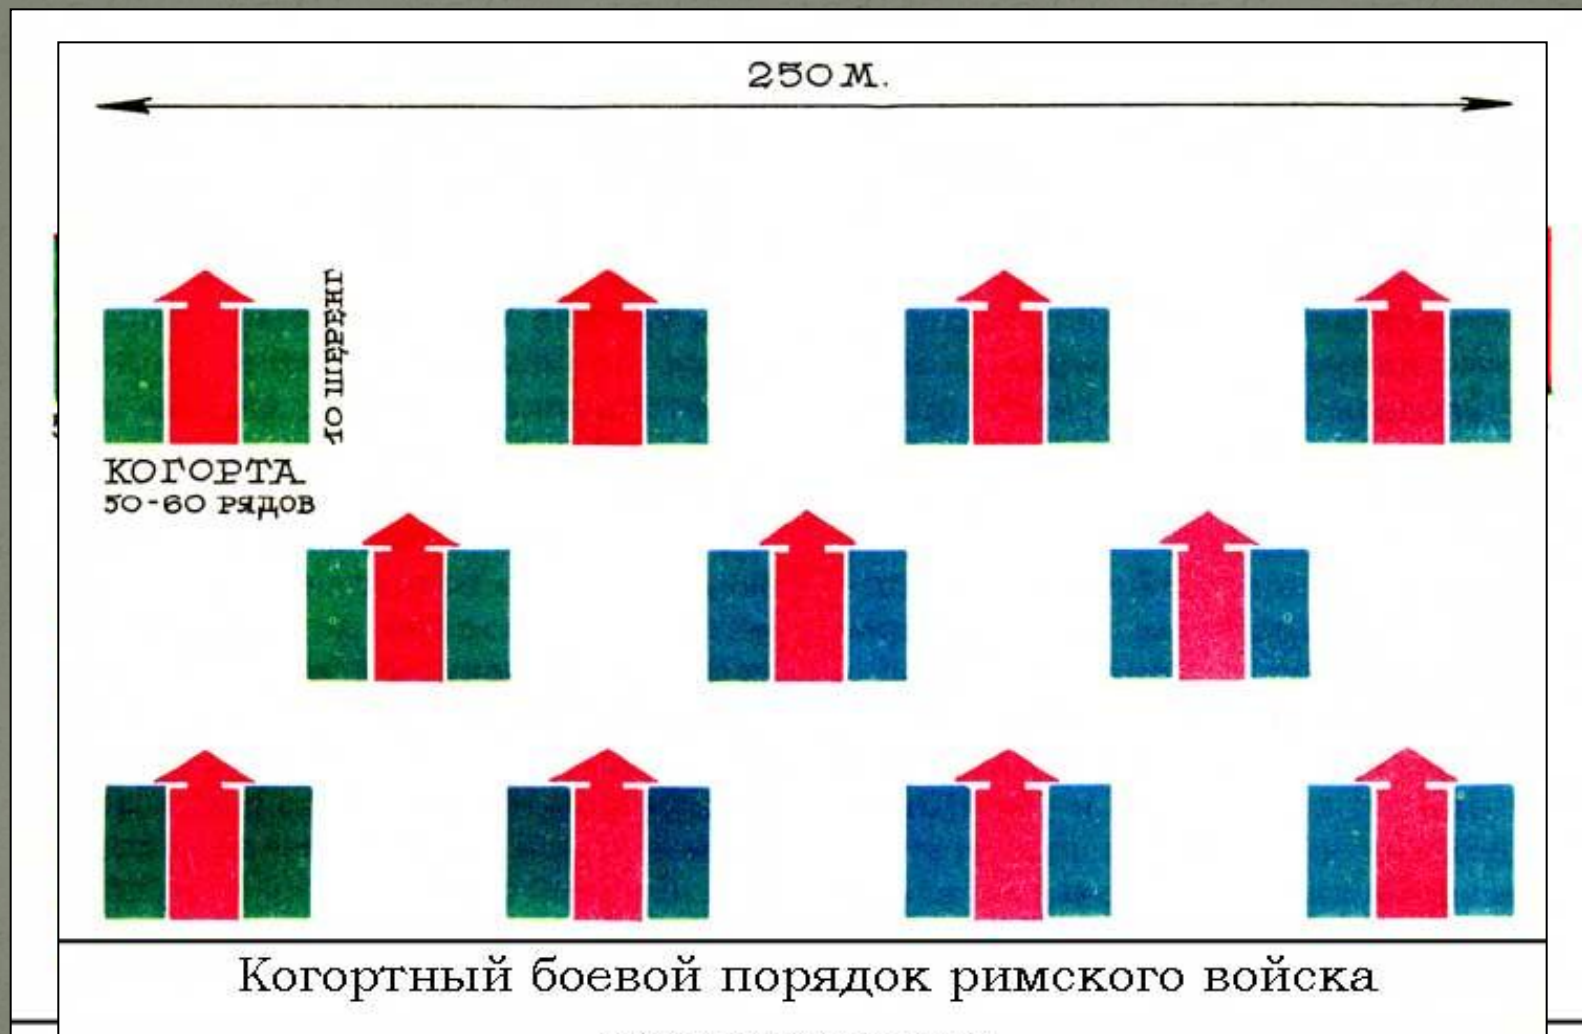 250 М.
10 ШЕРЕНГ
КОГОРТА
50-60 РЯДОВ
Когортный боевой порядок римского войска